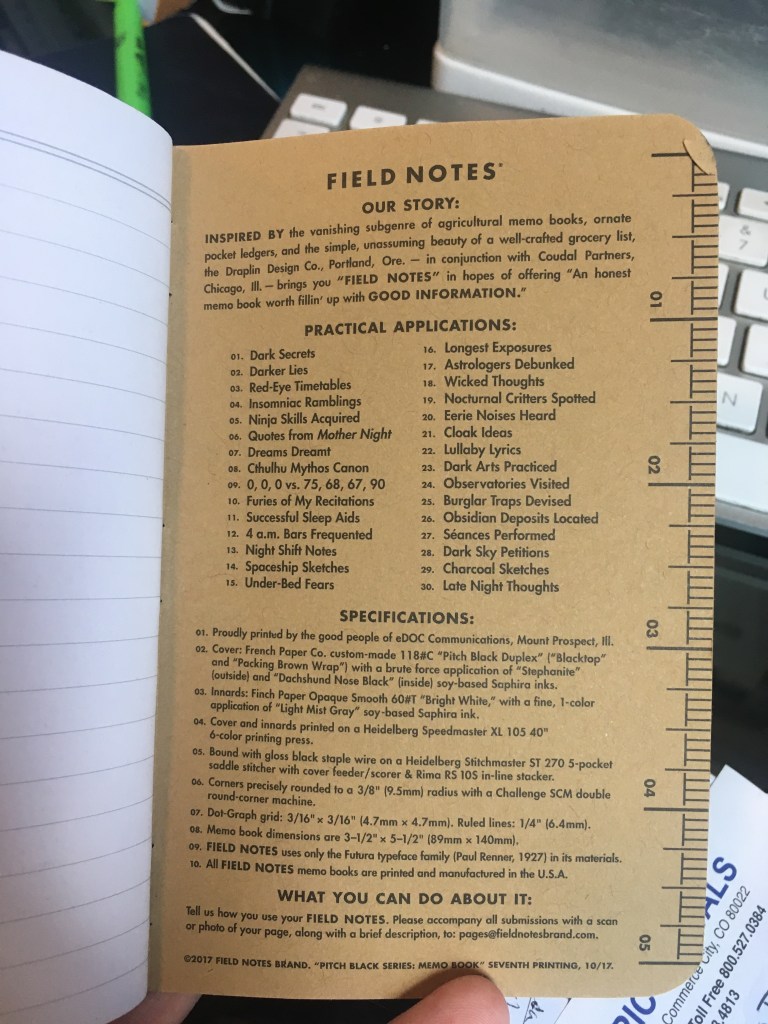 FIELD NOTES
OUR STORY:
INSPIRED BY the vanishing subgenre of agricultural memo books, ornate
pocket ledgers, and the simple, unassuming beauty of a well-crafted grocery list,
the Draplin Design Co., Portland, Ore. — in conjunction with Coudal Partners,
Chicago, Ill. — brings you "FIELD NOTES" in hopes of offering "An honest
memo book worth fillin' up with GOOD INFORMATION."
PRACTICAL APPLICATIONS:
01. Dark Secrets
02. Darker Lies
03. Red-Eye Timetables
04. Insomniac Ramblings
05. Ninja Skills Acquired
06. Quotes from Mother Night
07. Dreams Dreamt
08. Cthulhu Mythos Canon
09. 0, 0, 0 vs. 75, 68, 67, 90
10. Furies of My Recitations
11. Successful Sleep Aids
12. 4 a.m. Bars Frequented
13. Night Shift Notes
14. Spaceship Sketches
15. Under-Bed Fears
16. Longest Exposures
17. Astrologers Debunked
18. Wicked Thoughts
19. Nocturnal Critters Spotted
20. Eerie Noises Heard
21. Cloak Ideas
22. Lullaby Lyrics
23. Dark Arts Practiced
24. Observatories Visited
25. Burglar Traps Devised
26. Obsidian Deposits Located
27. Séances Performed
28. Dark Sky Petitions
29. Charcoal Sketches
30. Late Night Thoughts
SPECIFICATIONS:
01. Proudly printed by the good people of eDOC Communications, Mount Prospect, Ill.
02. Cover: French Paper Co. custom-made 118#C "Pitch Black Duplex" ("Blacktop"
and "Packing Brown Wrap") with a brute force application of "Stephanite"
(outside) and "Dachshund Nose Black" (inside) soy-based Saphira inks.
03. Innards: Finch Paper Opaque Smooth 60#T "Bright White," with a fine, 1-color
application of "Light Mist Gray" soy-based Saphira ink.
04. Cover and innards printed on a Heidelberg Speedmaster XL 105 40"
6-color printing press.
05. Bound with gloss black staple wire on a Heidelberg Stitchmaster ST 270 5-pocket
saddle stitcher with cover feeder/scorer & Rima RS 10S in-line stacker.
06. Corners precisely rounded to a 3/8" (9.5mm) radius with a Challenge SCM double
round-corner machine.
07. Dot-Graph grid: 3/16" × 3/16" (4.7mm × 4.7mm). Ruled lines: 1/4" (6.4mm).
08. Memo book dimensions are 3–1/2" × 5–1/2" (89mm × 140mm).
09. FIELD NOTES uses only the Futura typeface family (Paul Renner, 1927) in its materials.
10. All FIELD NOTES memo books are printed and manufactured in the U.S.A.
WHAT YOU CAN DO ABOUT IT:
Tell us how you use your FIELD NOTES. Please accompany all submissions with a scan
or photo of your page, along with a brief description, to: pages@fieldnotesbrand.com.
©2017 FIELD NOTES BRAND. "PITCH BLACK SERIES: MEMO BOOK" SEVENTH PRINTING, 10/17.
01
02
03
04
05
esc
&
7
N
ALS
Commerce City, CO 80022
Toll Free 800.527.0384
.4813